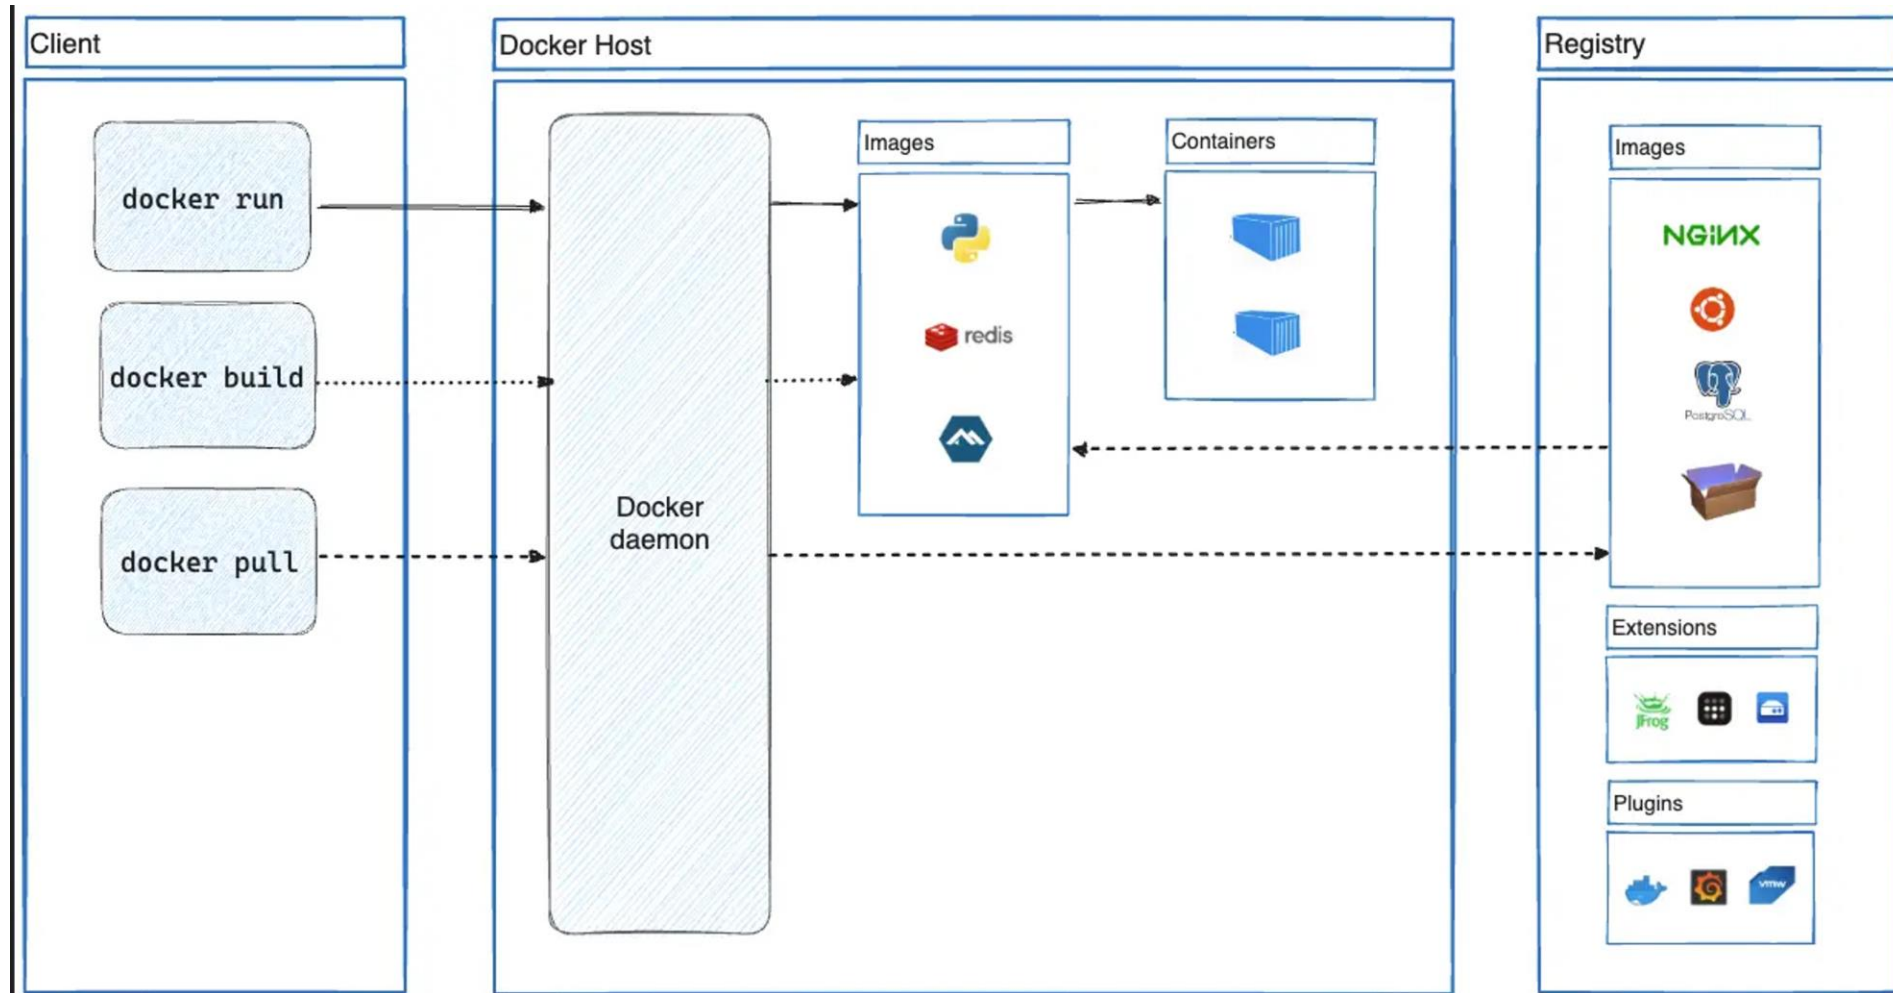 Client
docker run
docker build
docker pull
Docker Host
Docker
daemon
Images
redis
Containers
Registry
Images
NGiNX
PostgreSQL
Extensions
JFrog
Plugins
vmw